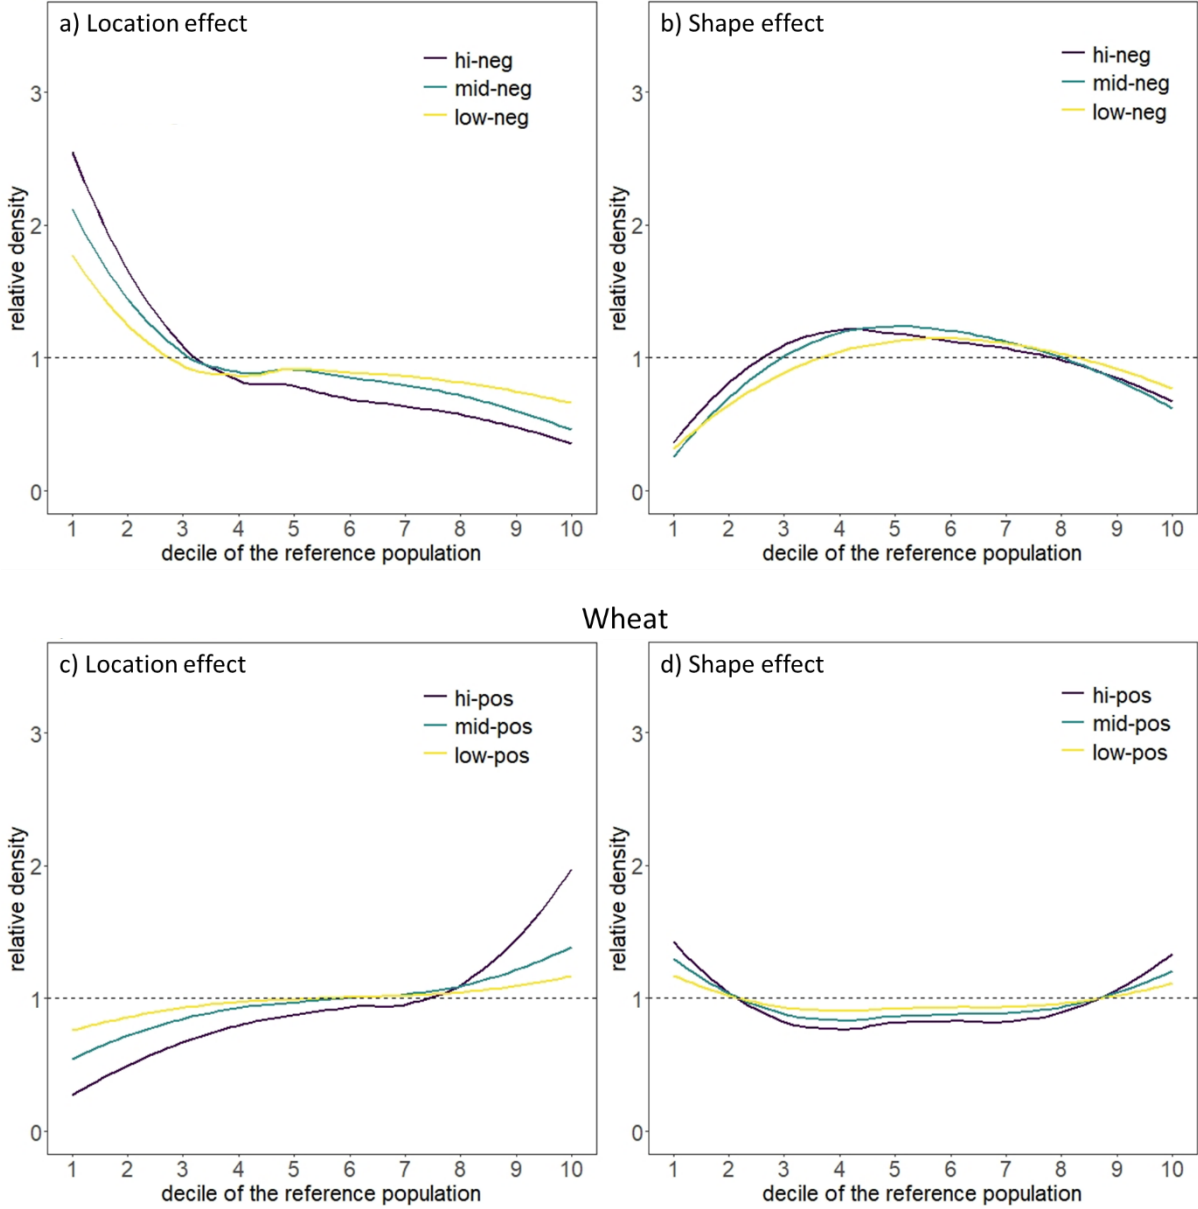 a) Location effect
hi-neg
mid-neg
low-neg
3
2
1
0
relative density
1 2 3 4 5 6 7 8 9 10
decile of the reference population
b) Shape effect
hi-neg
mid-neg
low-neg
3
2
1
0
relative density
1 2 3 4 5 6 7 8 9 10
decile of the reference population
Wheat
c) Location effect
hi-pos
mid-pos
low-pos
3
2
1
0
relative density
1 2 3 4 5 6 7 8 9 10
decile of the reference population
d) Shape effect
hi-pos
mid-pos
low-pos
3
2
1
0
relative density
1 2 3 4 5 6 7 8 9 10
decile of the reference population